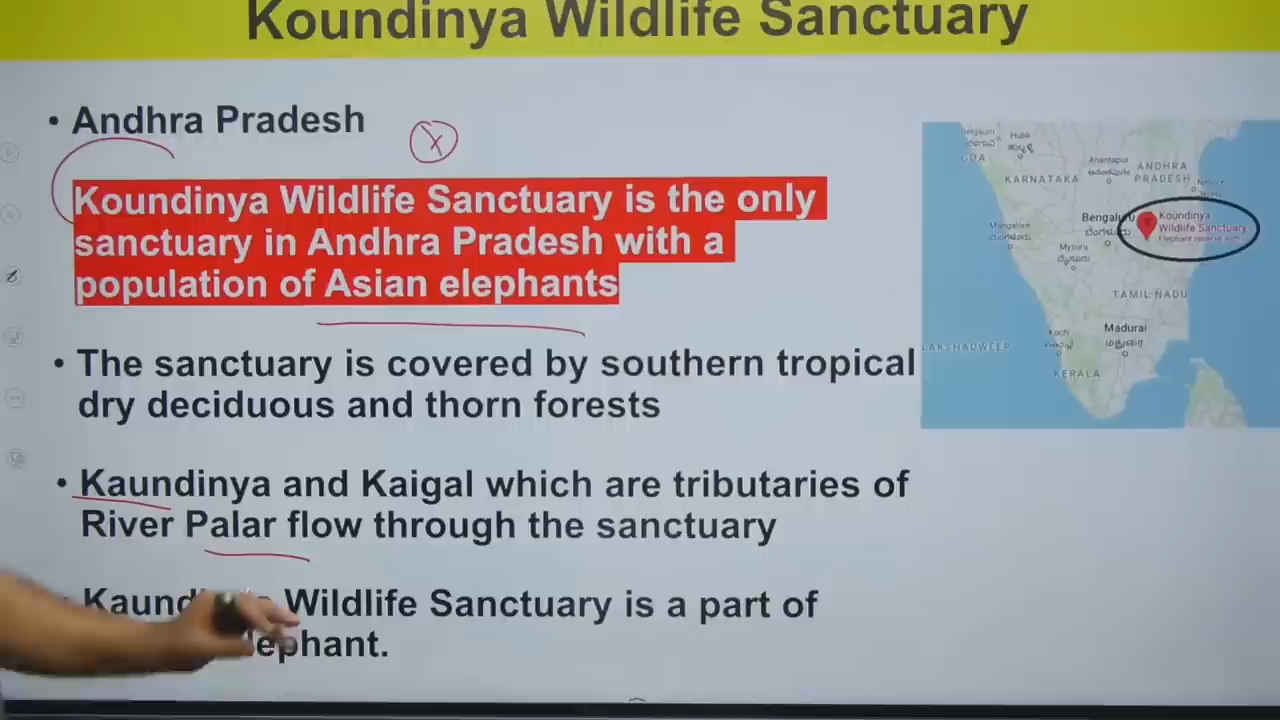 Koundinya Wildlife Sanctuary
• Andhra Pradesh
X
Koundinya Wildlife Sanctuary is the only
sanctuary in Andhra Pradesh with a
population of Asian elephants
• The sanctuary is covered by southern tropical
dry deciduous and thorn forests
• Kaundinya and Kaigal which are tributaries of
River Palar flow through the sanctuary
Wildlife Sanctuary is a part of
KARNATAKA
Anantapur
ANDHRA
PRADESH
Bengaluru
Koundinya
Wildlife Sanctuary
Mangalore
Mysuru
TAMIL NADU
LAKSHADWEEP
Kochi
Madurai
மதுரை
KERALA